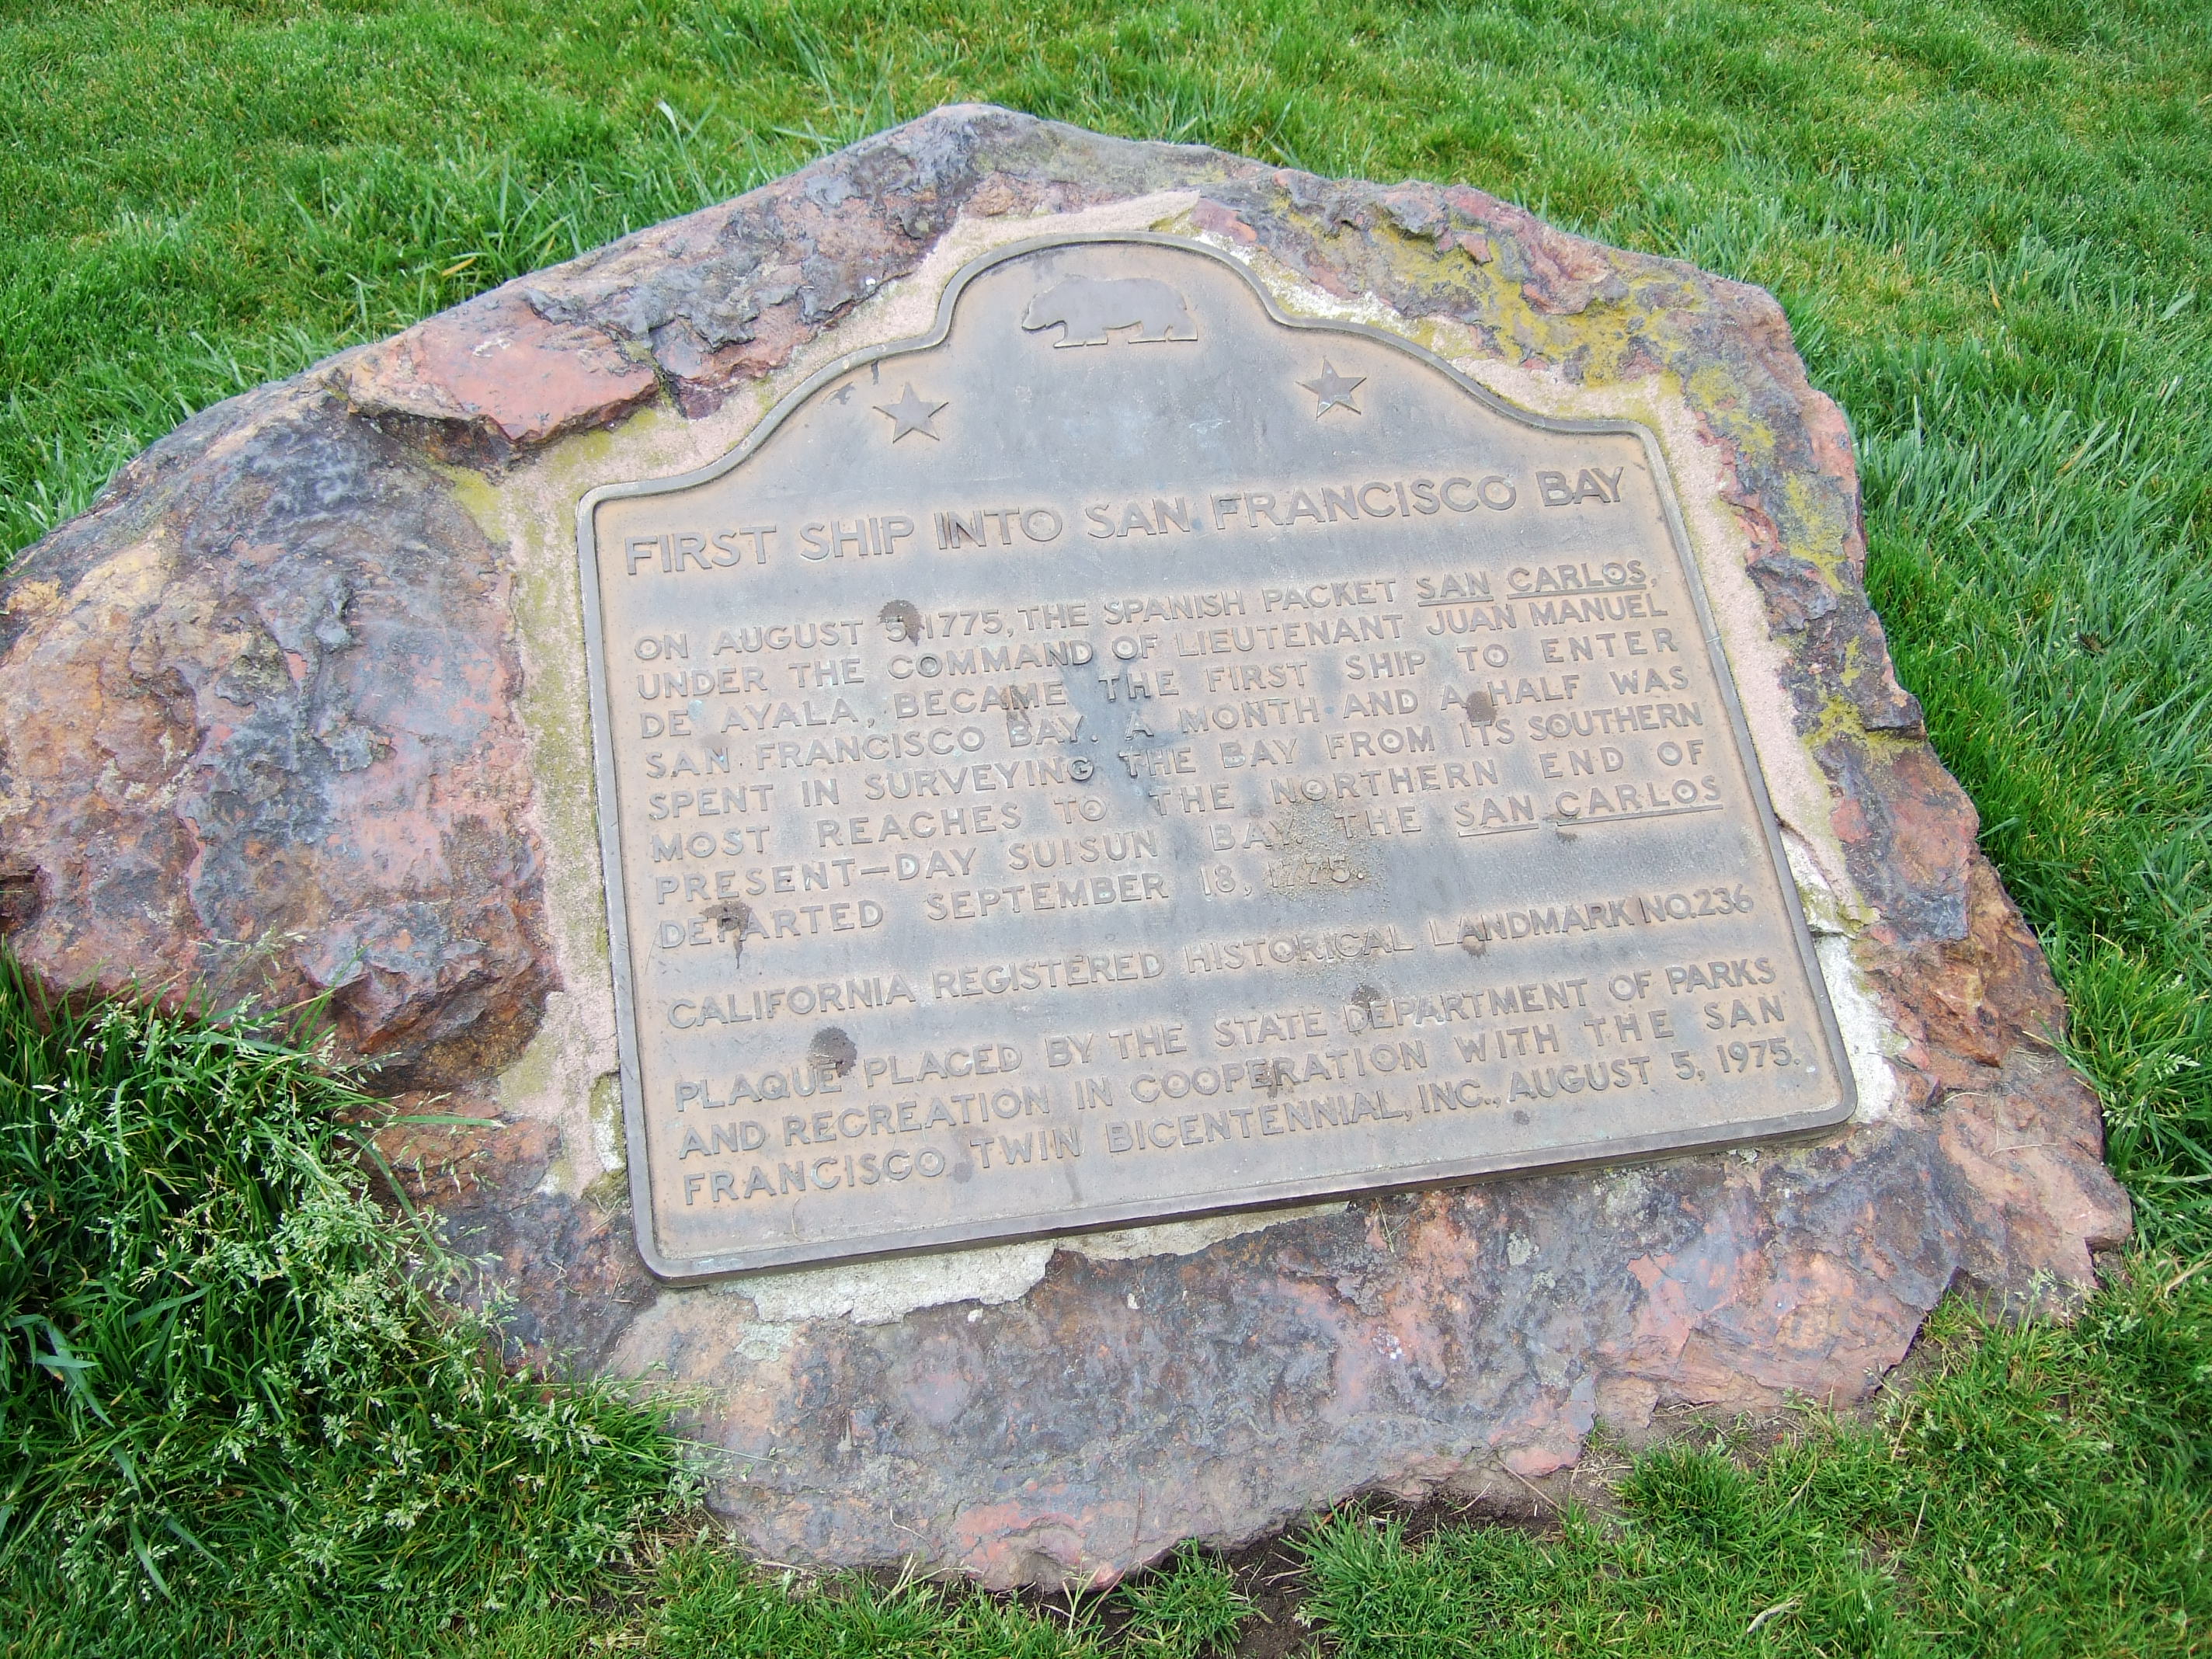 FIRST SHIP INTO SAN FRANCISCO BAY
ON AUGUST 5, 1775, THE SPANISH PACKET SAN CARLOS,
UNDER THE COMMAND OF LIEUTENANT JUAN MANUEL
DE AYALA, BECAME THE FIRST SHIP TO ENTER
SAN FRANCISCO BAY. A MONTH AND A HALF WAS
SPENT IN SURVEYING THE BAY FROM ITS SOUTHERN
MOST REACHES TO THE NORTHERN END OF
PRESENT-DAY SUISUN BAY. THE SAN CARLOS
DEPARTED SEPTEMBER 18, 1775.
CALIFORNIA REGISTERED HISTORICAL LANDMARK NO.236
PLAQUE PLACED BY THE STATE DEPARTMENT OF PARKS
AND RECREATION IN COOPERATION WITH THE SAN
FRANCISCO TWIN BICENTENNIAL, INC., AUGUST 5, 1975.